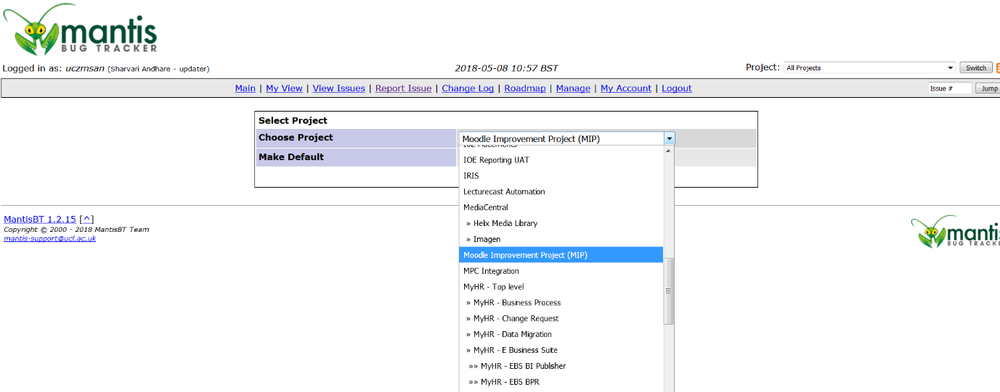 mantis
BUG TRACKER
Logged in as: uczmsan (Sharvari Andhare - updater)
2018-05-08 10:57 BST
Project: All Projects Switch
Main | My View | View Issues | Report Issue | Change Log | Roadmap | Manage | My Account | Logout
Issue # Jump
Select Project
Choose Project
Moodle Improvement Project (MIP)
Make Default
IOE Placements
IOE Reporting UAT
IRIS
Lecturecast Automation
MediaCentral
» Helix Media Library
» Imagen
Moodle Improvement Project (MIP)
MPC Integration
MyHR - Top level
» MyHR - Business Process
» MyHR - Change Request
» MyHR - Data Migration
» MyHR - E Business Suite
»» MyHR - EBS BI Publisher
»» MyHR - EBS BPR
MantisBT 1.2.15 [^]
Copyright © 2000 - 2018 MantisBT Team
mantis-support@ucl.ac.uk
mantis
BUG TRACKER